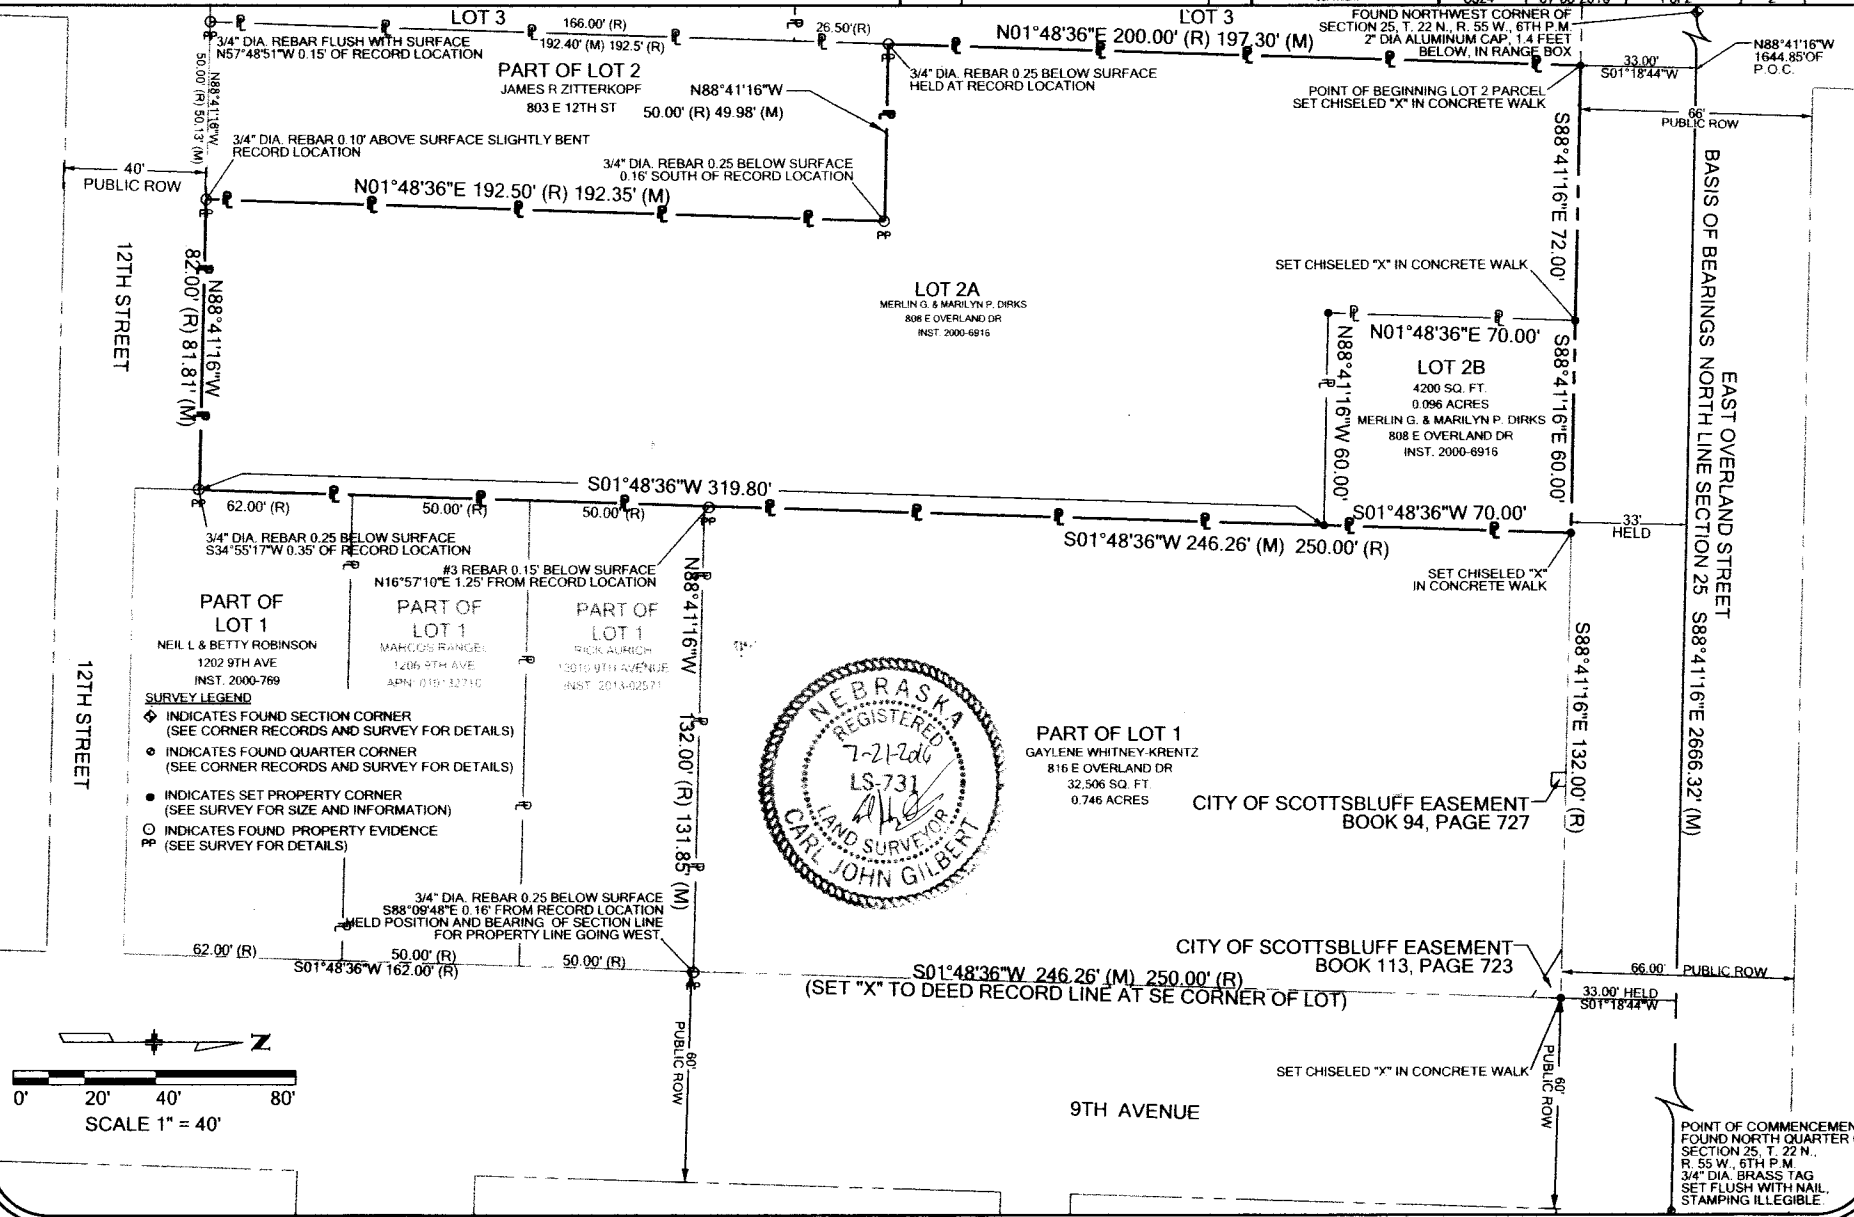 LOT 3
166.00' (R)
192.40' (M) 192.5' (R)
26.50'(R)
3/4" DIA. REBAR FLUSH WITH SURFACE
N57°48'51"W 0.15' OF RECORD LOCATION
N88°41'16"W
50.00' (R) 50.13' (M)
PART OF LOT 2
JAMES R ZITTERKOPF
803 E 12TH ST
N88°41'16"W
50.00' (R) 49.98' (M)
LOT 3
N01°48'36"E 200.00' (R) 197.30' (M)
3/4" DIA. REBAR 0.25 BELOW SURFACE
HELD AT RECORD LOCATION
FOUND NORTHWEST CORNER OF
SECTION 25, T. 22 N., R. 55 W., 6TH P.M.
2" DIA ALUMINUM CAP, 1.4 FEET
BELOW, IN RANGE BOX
33.00'
S01°18'44"W
N88°41'16"W
1644.85'OF
P.O.C.
POINT OF BEGINNING LOT 2 PARCEL
SET CHISELED "X" IN CONCRETE WALK
66'
PUBLIC ROW
3/4" DIA. REBAR 0.10' ABOVE SURFACE SLIGHTLY BENT
RECORD LOCATION
40'
PUBLIC ROW
3/4" DIA. REBAR 0.25 BELOW SURFACE
0.16' SOUTH OF RECORD LOCATION
N01°48'36"E 192.50' (R) 192.35' (M)
PP
PP
PP
PP
12TH STREET
N88°41'16"W
82.00' (R) 81.81' (M)
S88°41'16"E 72.00'
SET CHISELED "X" IN CONCRETE WALK
LOT 2A
MERLIN G. & MARILYN P. DIRKS
808 E OVERLAND DR
INST. 2000-6916
N01°48'36"E 70.00'
N88°41'16"W 60.00'
S88°41'16"E 60.00'
LOT 2B
4200 SQ. FT.
0.096 ACRES
MERLIN G. & MARILYN P. DIRKS
808 E OVERLAND DR
INST. 2000-6916
EAST OVERLAND STREET
BASIS OF BEARINGS NORTH LINE SECTION 25 S88°41'16"E 2666.32' (M)
S01°48'36"W 319.80'
S01°48'36"W 70.00'
33'
HELD
62.00' (R)
50.00' (R)
50.00' (R)
PP
PP
S01°48'36"W 246.26' (M) 250.00' (R)
3/4" DIA. REBAR 0.25 BELOW SURFACE
S34°55'17"W 0.35' OF RECORD LOCATION
#3 REBAR 0.15' BELOW SURFACE
N16°57'10"E 1.25' FROM RECORD LOCATION
SET CHISELED "X"
IN CONCRETE WALK
PART OF
LOT 1
NEIL L & BETTY ROBINSON
1202 9TH AVE
INST. 2000-769
PART OF
LOT 1
MARCOS RANGEL
1206 9TH AVE
PART OF
LOT 1
RICK AURICH
INST. 2013-02571
N88°41'16"W 132.00' (R) 131.85' (M)
S88°41'16"E 132.00' (R)
12TH STREET
SURVEY LEGEND
INDICATES FOUND SECTION CORNER
(SEE CORNER RECORDS AND SURVEY FOR DETAILS)
INDICATES FOUND QUARTER CORNER
(SEE CORNER RECORDS AND SURVEY FOR DETAILS)
INDICATES SET PROPERTY CORNER
(SEE SURVEY FOR SIZE AND INFORMATION)
INDICATES FOUND PROPERTY EVIDENCE
PP (SEE SURVEY FOR DETAILS)
NEBRASKA
REGISTERED
LS-731
LAND SURVEYOR
CARL JOHN GILBERT
PART OF LOT 1
GAYLENE WHITNEY-KRENTZ
816 E OVERLAND DR
32,506 SQ. FT.
0.746 ACRES
CITY OF SCOTTSBLUFF EASEMENT
BOOK 94, PAGE 727
3/4" DIA. REBAR 0.25 BELOW SURFACE
S88°09'48"E 0.16' FROM RECORD LOCATION
HELD POSITION AND BEARING OF SECTION LINE
FOR PROPERTY LINE GOING WEST
62.00' (R)
50.00' (R)
50.00' (R)
S01°48'36"W 162.00' (R)
PP
CITY OF SCOTTSBLUFF EASEMENT
BOOK 113, PAGE 723
S01°48'36"W 246.26' (M) 250.00' (R)
(SET "X" TO DEED RECORD LINE AT SE CORNER OF LOT)
66.00' PUBLIC ROW
33.00' HELD
S01°18'44"W
60'
PUBLIC ROW
SET CHISELED "X" IN CONCRETE WALK
60'
PUBLIC ROW
9TH AVENUE
Z
0' 20' 40' 80'
SCALE 1" = 40'
POINT OF COMMENCEMEN
FOUND NORTH QUARTER
SECTION 25, T. 22 N.,
R. 55 W., 6TH P.M.
3/4" DIA. BRASS TAG
SET FLUSH WITH NAIL,
STAMPING ILLEGIBLE.